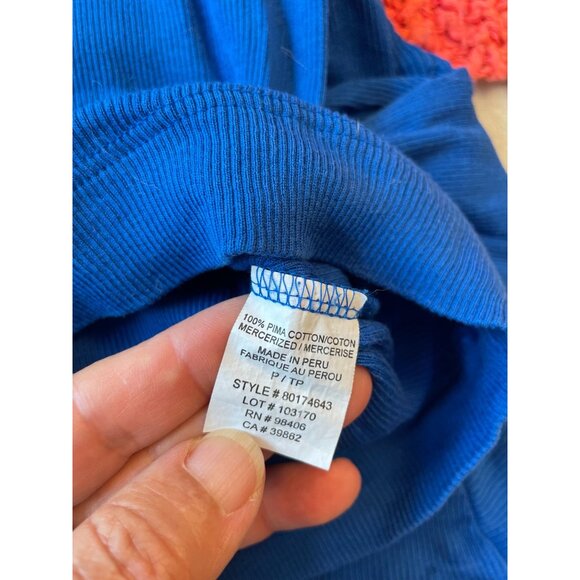 100% PIMA COTTON/COTON
MERCERIZED / MERCERISE
MADE IN PERU
FABRIQUE AU PEROU
P / TP
STYLE # 80174643
LOT # 103170
RN # 98406
CA # 39862